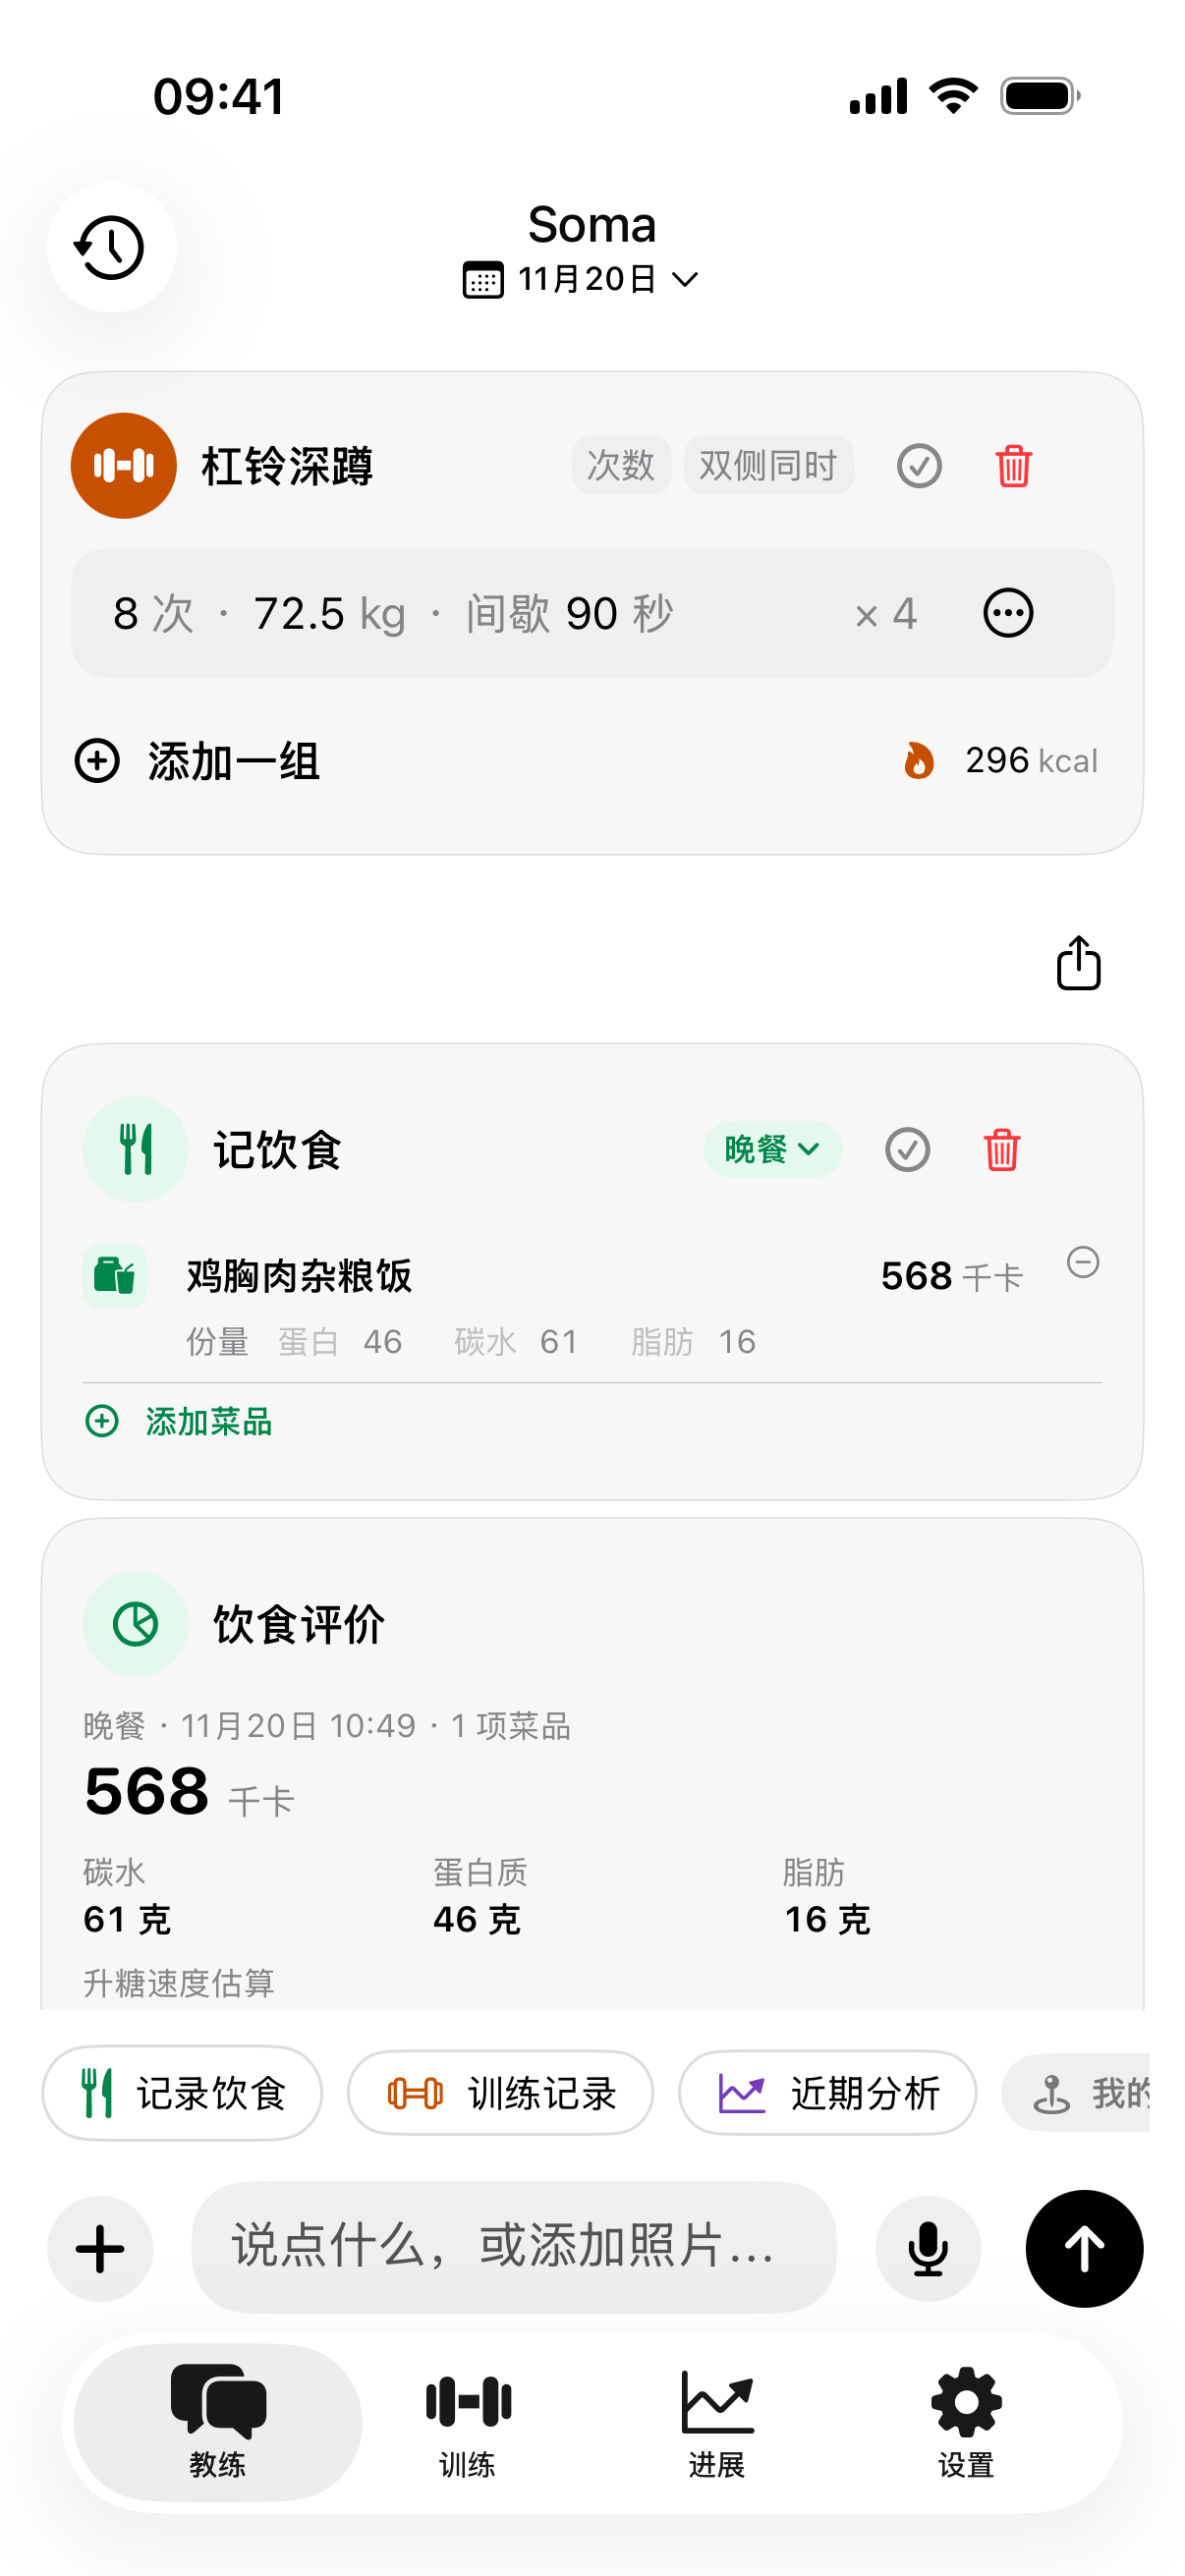 09:41
Soma
11月20日
杠铃深蹲 次数 双侧同时
8 次 · 72.5 kg · 间歇 90 秒 × 4
添加一组 296 kcal
记饮食 晚餐
鸡胸肉杂粮饭 568 千卡
份量 蛋白 46 碳水 61 脂肪 16
添加菜品
饮食评价
晚餐 · 11月20日 10:49 · 1 项菜品
568 千卡
碳水 蛋白质 脂肪
61 克 46 克 16 克
升糖速度估算
记录饮食 训练记录 近期分析 我的
说点什么，或添加照片...
教练 训练 进展 设置